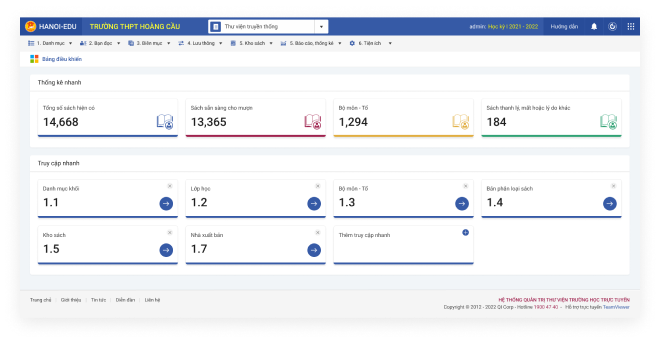 HANOI-EDU TRƯỜNG THPT HOÀNG CẦU Thư viện truyền thống admin: Học kỳ I 2021 - 2022 Hướng dẫn
1. Danh mục 2. Bạn đọc 3. Biên mục 4. Lưu thông 5. Kho sách 5. Báo cáo, thống kê 6. Tiện ích
Bảng điều khiển
Thống kê nhanh
Tổng số sách hiện có
14,668
Sách sẵn sàng cho mượn
13,365
Bộ môn - Tổ
1,294
Sách thanh lý, mất hoặc lý do khác
184
Truy cập nhanh
Danh mục khối
1.1
Lớp học
1.2
Bộ môn - Tổ
1.3
Bản phân loại sách
1.4
Kho sách
1.5
Nhà xuất bản
1.7
Thêm truy cập nhanh
Trang chủ Giới thiệu Tin tức Diễn đàn Liên hệ
HỆ THỐNG QUẢN TRỊ THƯ VIỆN TRƯỜNG HỌC TRỰC TUYẾN
Copyright © 2012 - 2022 QI Corp - Hotline 1900 47 40 - Hỗ trợ trực tuyến TeamViewer